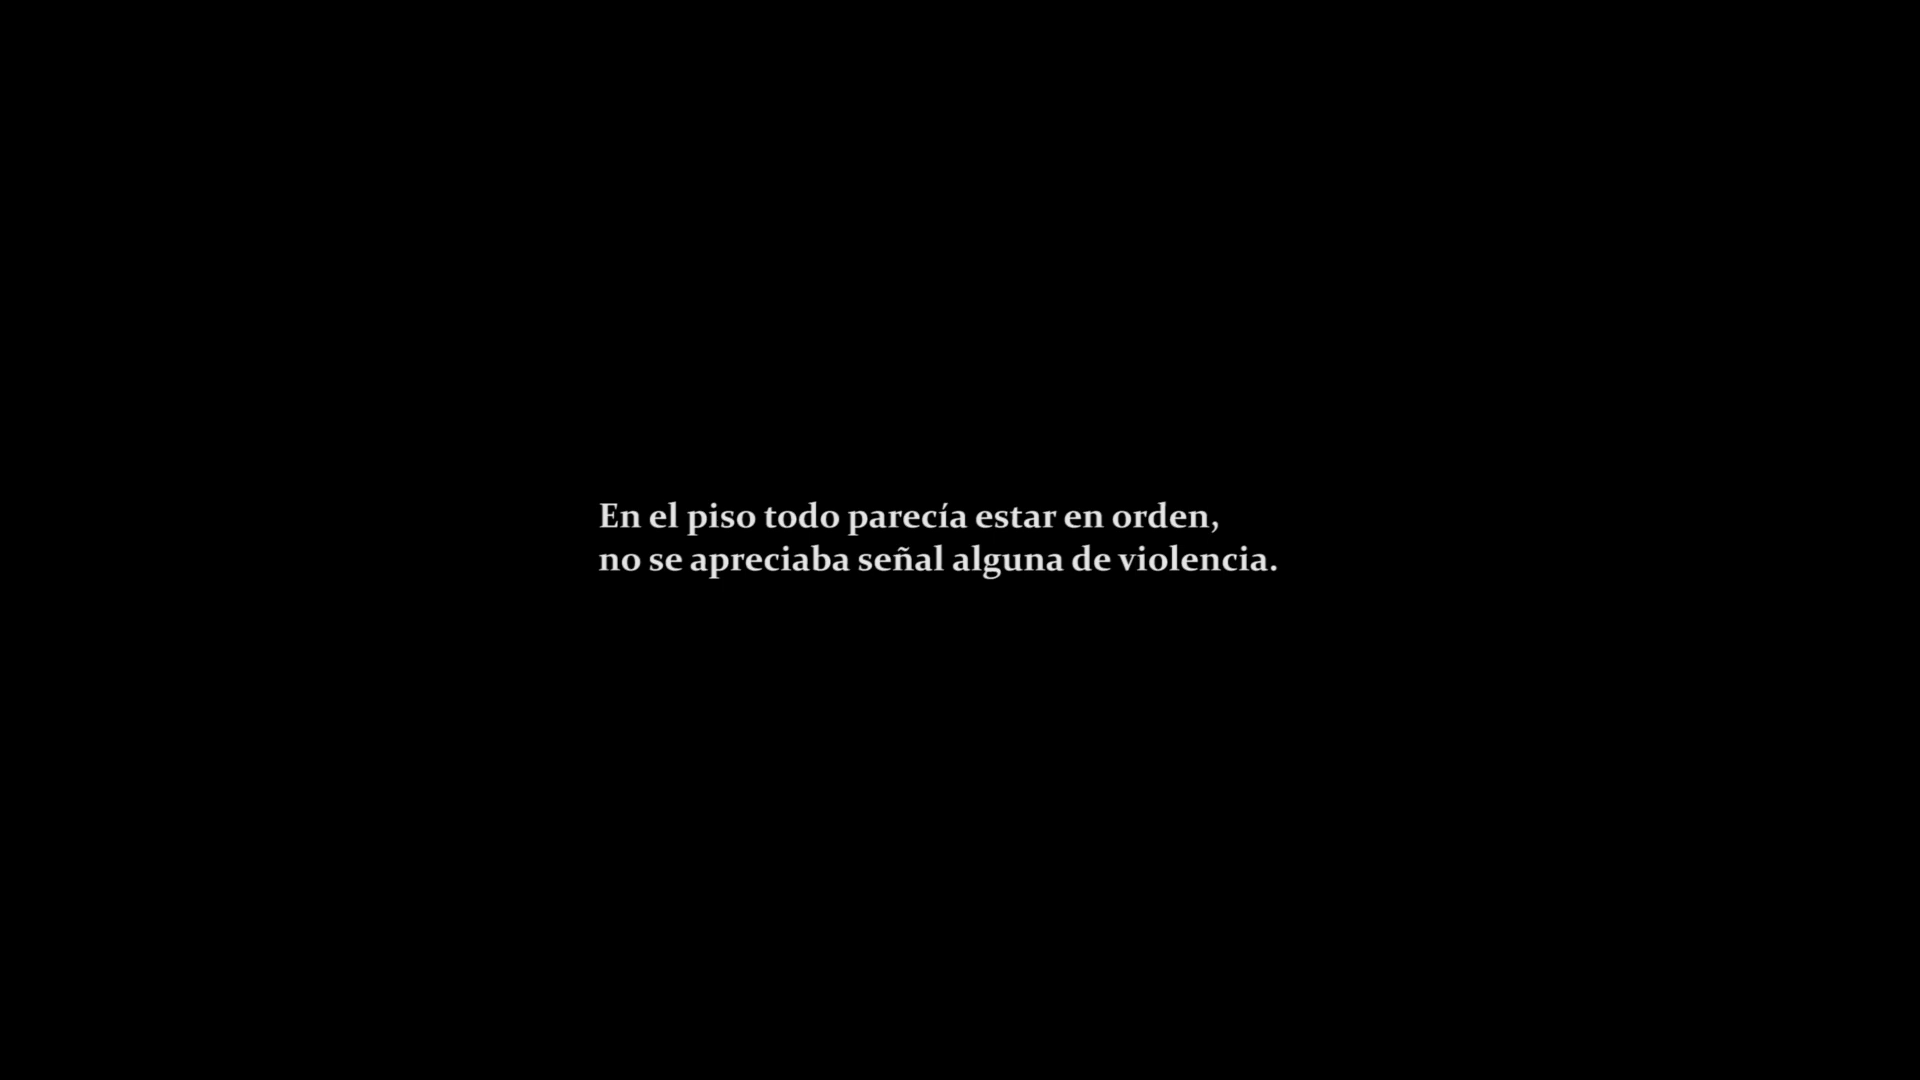 En el piso todo parecía estar en orden,
no se apreciaba señal alguna de violencia.